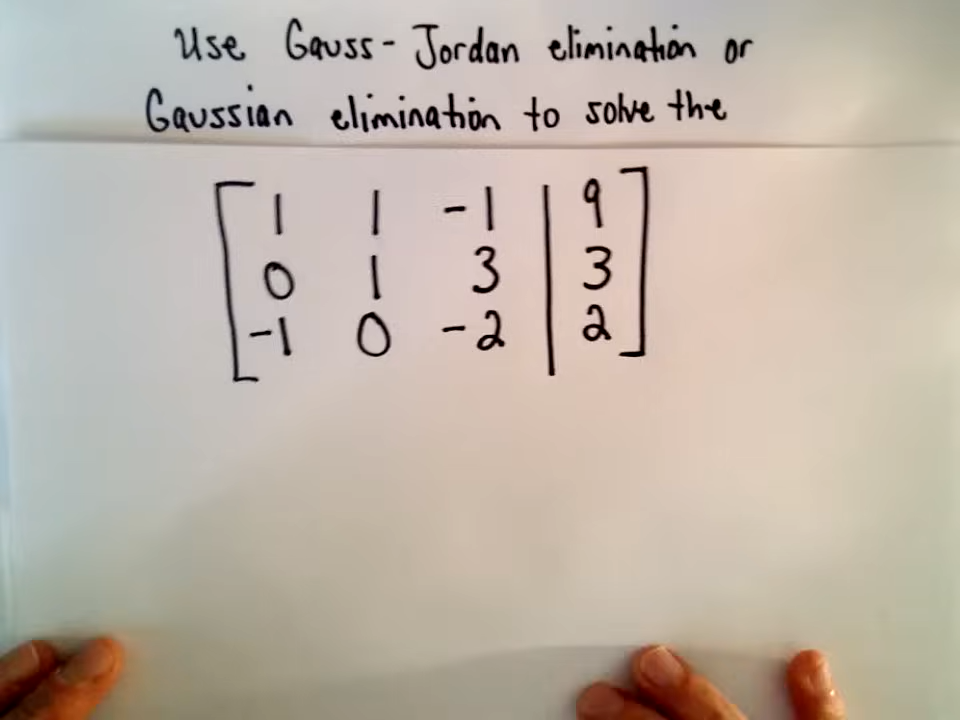 Use Gauss-Jordan elimination or
Gaussian elimination to solve the
1 1 -1 | 9
0 1 3 | 3
-1 0 -2 | 2